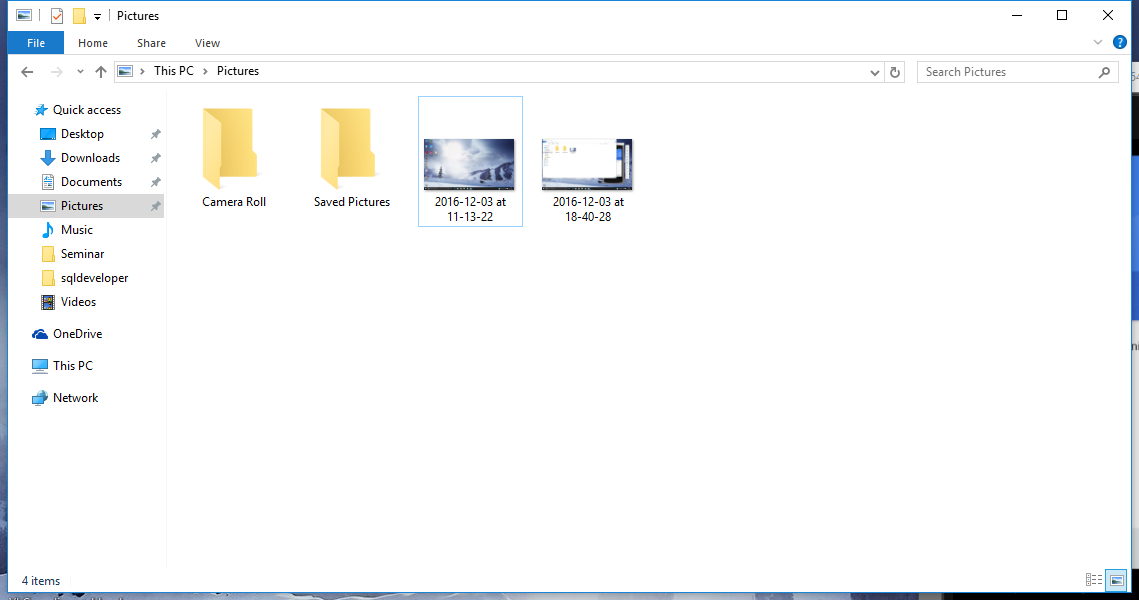 Pictures
File Home Share View
This PC Pictures
Search Pictures
Quick access
Desktop
Downloads
Documents
Pictures
Music
Seminar
sqldeveloper
Videos
OneDrive
This PC
Network
Camera Roll
Saved Pictures
2016-12-03 at
11-13-22
2016-12-03 at
18-40-28
4 items